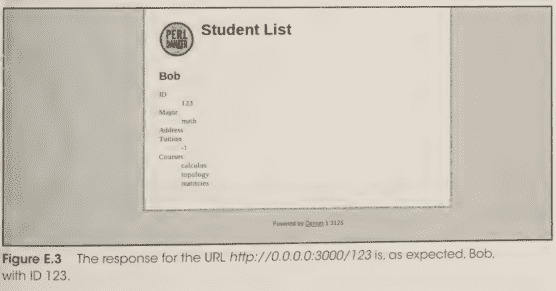 PERL
DANCER
Student List
Bob
ID
123
Major
math
Address
Tuition
-1
Courses
calculus
topology
matrices
Powered by Dancer 1.3125
Figure E.3 The response for the URL http://0.0.0.0:3000/123 is, as expected, Bob,
with ID 123.